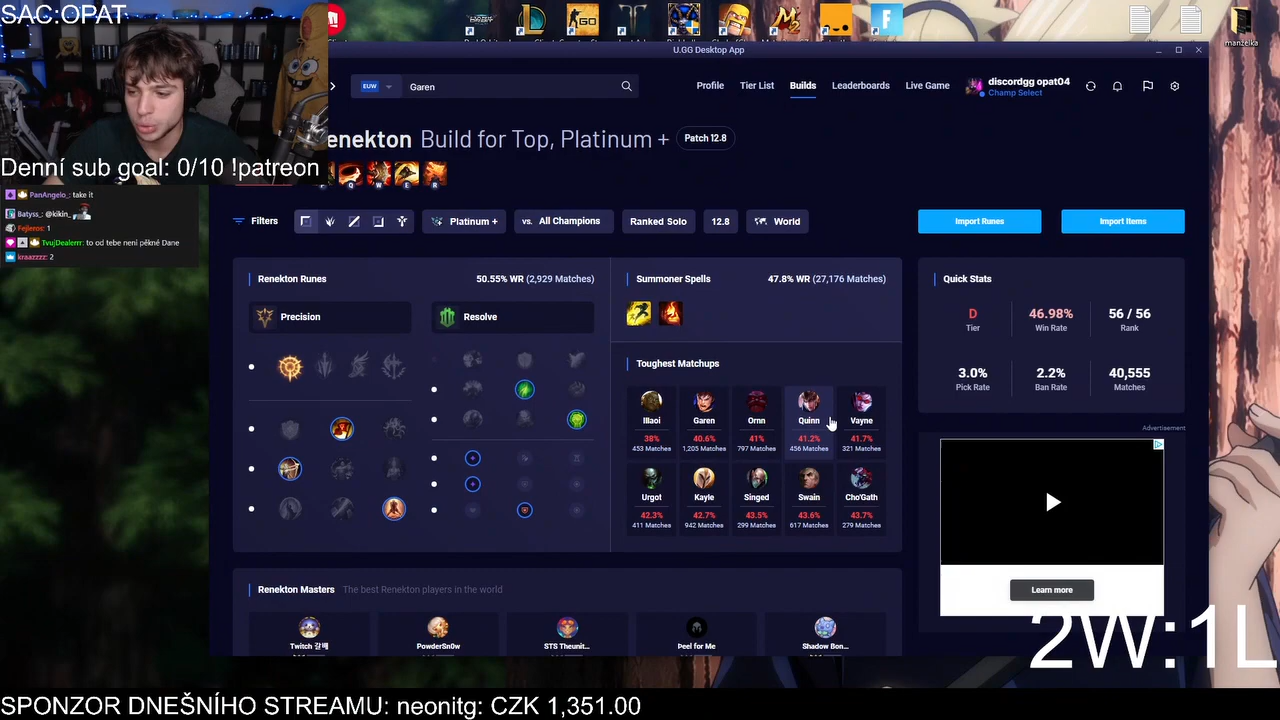 SAC:OPAT
Denní sub goal: 0/10 !patreon
PanAngelo_: take it
Batyss_: @kikin_
Fejleros: 1
TvujDealerrr: to od tebe neni pěkné Dane
kraazzzz: 2
manželka
U.GG Desktop App
EUW
Garen
Profile
Tier List
Builds
Leaderboards
Live Game
discordgg opat04
Champ Select
enekton Build for Top, Platinum +
Patch 12.8
Q
W
E
R
Filters
Platinum +
vs. All Champions
Ranked Solo
12.8
World
Import Runes
Import Items
Renekton Runes
50.55% WR (2,929 Matches)
Precision
Resolve
Summoner Spells
47.8% WR (27,176 Matches)
Toughest Matchups
Illaoi
38%
453 Matches
Garen
40.6%
1,205 Matches
Ornn
41%
797 Matches
Quinn
41.2%
456 Matches
Vayne
41.7%
321 Matches
Urgot
42.3%
411 Matches
Kayle
42.7%
942 Matches
Singed
43.5%
299 Matches
Swain
43.6%
617 Matches
Cho'Gath
43.7%
279 Matches
Quick Stats
D
Tier
46.98%
Win Rate
56 / 56
Rank
3.0%
Pick Rate
2.2%
Ban Rate
40,555
Matches
Advertisement
Learn more
Renekton Masters
The best Renekton players in the world
Twitch 갈배
PowderSn0w
STS Theunit...
Peel for Me
Shadow Bon...
2W:1L
SPONZOR DNEŠNÍHO STREAMU: neonitg: CZK 1,351.00